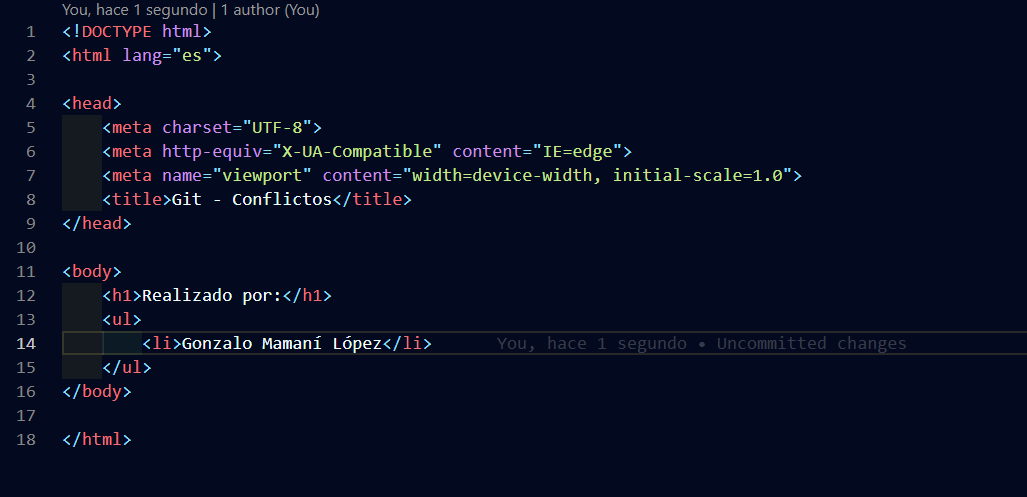 You, hace 1 segundo | 1 author (You)
1 <!DOCTYPE html>
2 <html lang="es">
3
4 <head>
5     <meta charset="UTF-8">
6     <meta http-equiv="X-UA-Compatible" content="IE=edge">
7     <meta name="viewport" content="width=device-width, initial-scale=1.0">
8     <title>Git - Conflictos</title>
9 </head>
10
11 <body>
12     <h1>Realizado por:</h1>
13     <ul>
14         <li>Gonzalo Mamaní López</li> You, hace 1 segundo • Uncommitted changes
15     </ul>
16 </body>
17
18 </html>